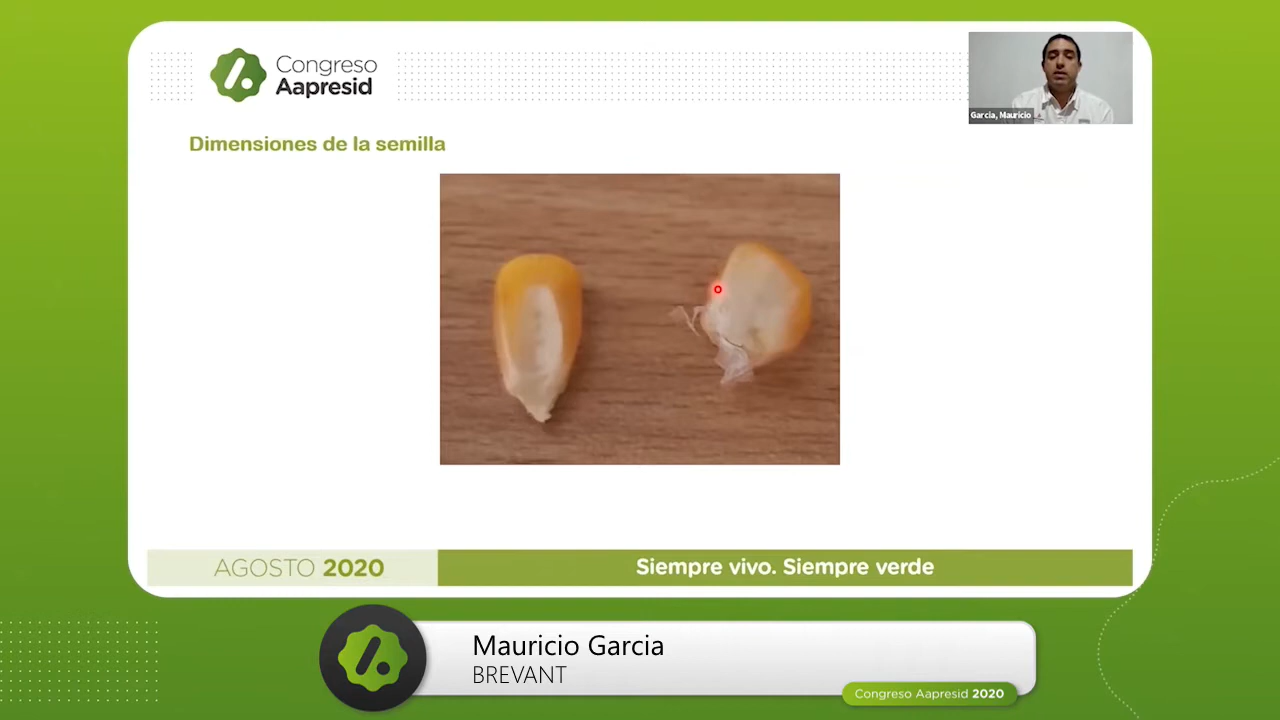 Congreso
Aapresid
Garcia, Mauricio
Dimensiones de la semilla
AGOSTO 2020
Siempre vivo. Siempre verde
Mauricio Garcia
BREVANT
Congreso Aapresid 2020